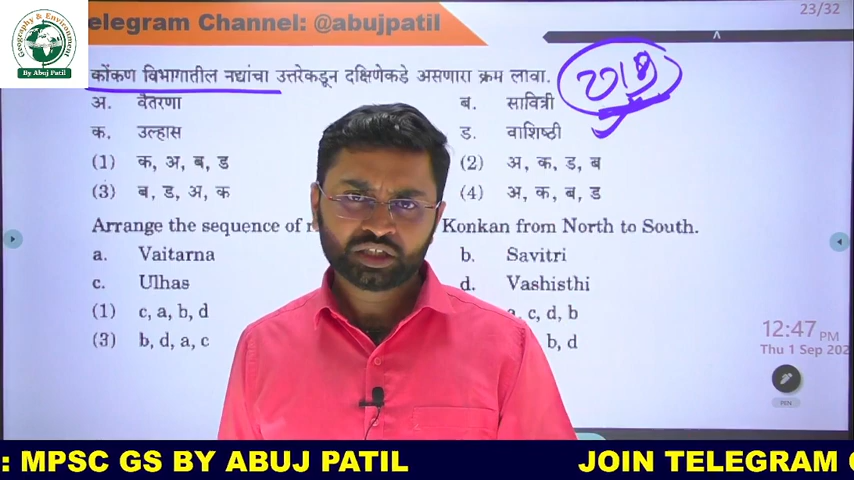 Geography & Environment
By Abuj Patil
elegram Channel: @abujpatil
23/32
कोंकण विभागातील नद्यांचा उत्तरेकडून दक्षिणेकडे असणारा क्रम लावा.
अ. वैतरणा ब. सावित्री
क. उल्हास ड. वाशिष्ठी
(1) क, अ, ब, ड (2) अ, क, ड, ब
(3) ब, ड, अ, क (4) अ, क, ब, ड
Arrange the sequence of Konkan from North to South.
a. Vaitarna b. Savitri
c. Ulhas d. Vashisthi
(1) c, a, b, d a, c, d, b
(3) b, d, a, c b, d
12:47 PM
Thu 1 Sep 202
PEN
: MPSC GS BY ABUJ PATIL JOIN TELEGRAM